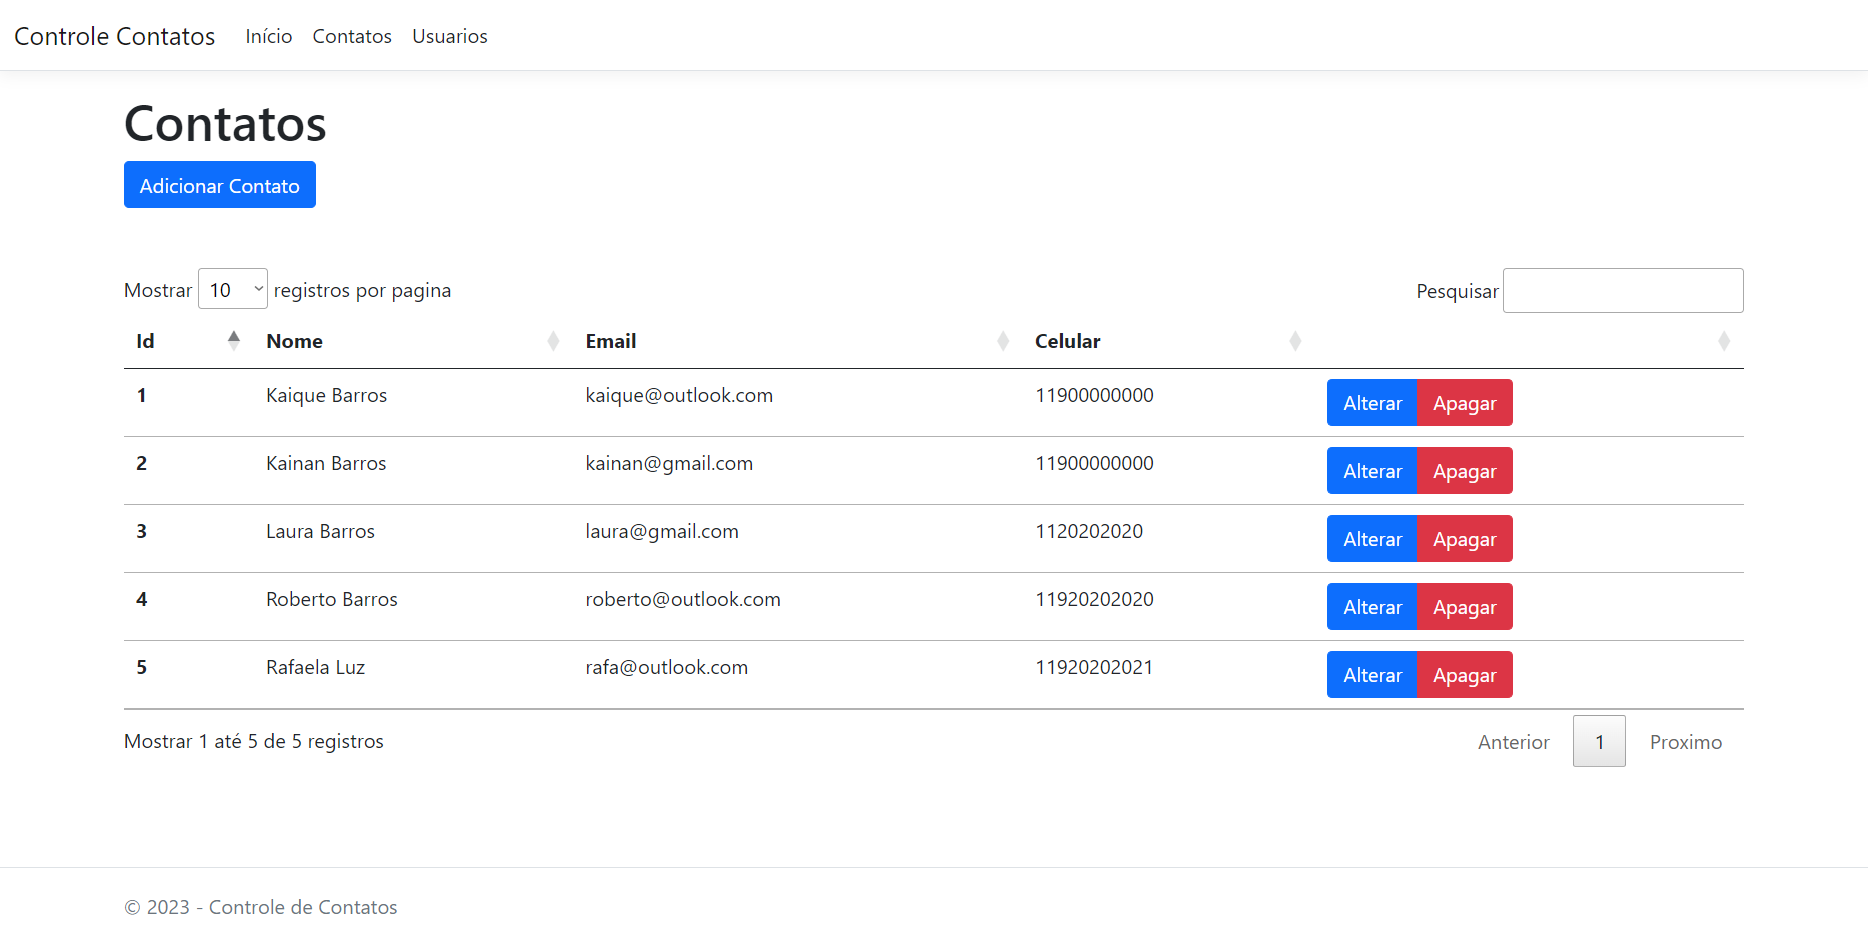 Controle Contatos Início Contatos Usuarios
Contatos
Adicionar Contato
Mostrar 10 registros por pagina Pesquisar
Id Nome Email Celular
1 Kaique Barros kaique@outlook.com 11900000000 Alterar Apagar
2 Kainan Barros kainan@gmail.com 11900000000 Alterar Apagar
3 Laura Barros laura@gmail.com 1120202020 Alterar Apagar
4 Roberto Barros roberto@outlook.com 11920202020 Alterar Apagar
5 Rafaela Luz rafa@outlook.com 11920202021 Alterar Apagar
Mostrar 1 até 5 de 5 registros Anterior 1 Proximo
© 2023 - Controle de Contatos